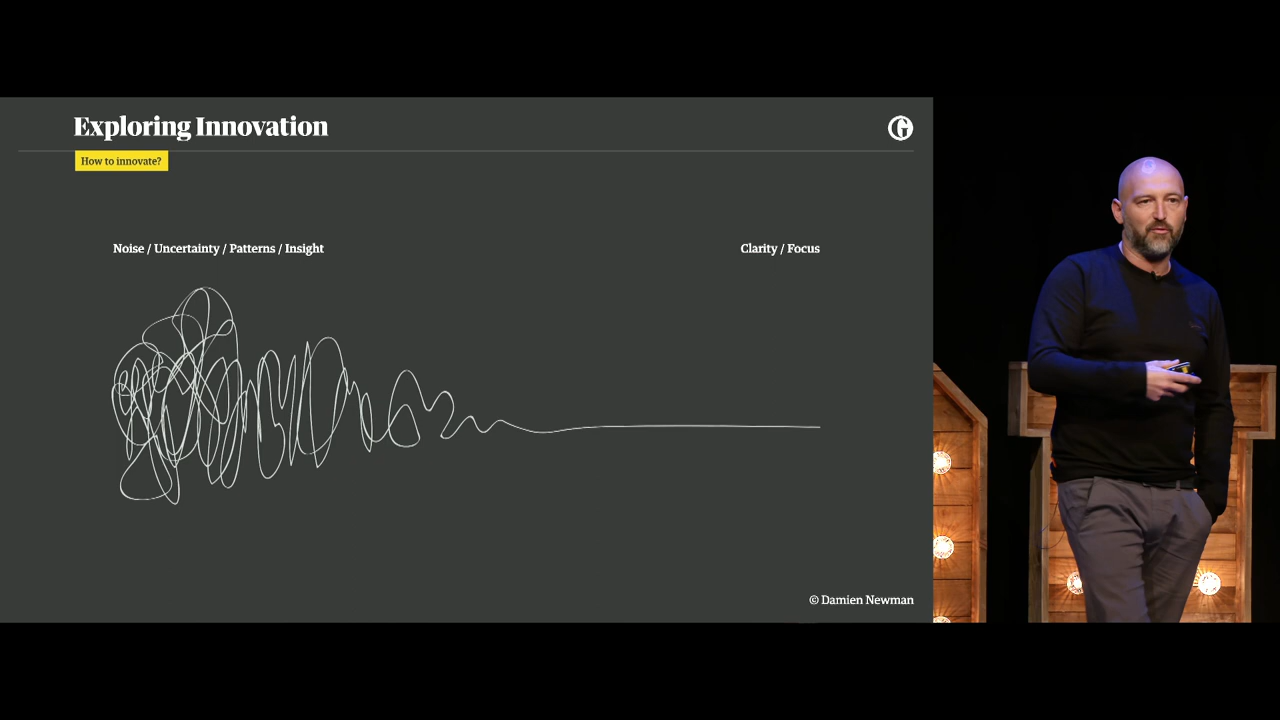 Exploring Innovation
How to innovate?
Noise / Uncertainty / Patterns / Insight
Clarity / Focus
© Damien Newman